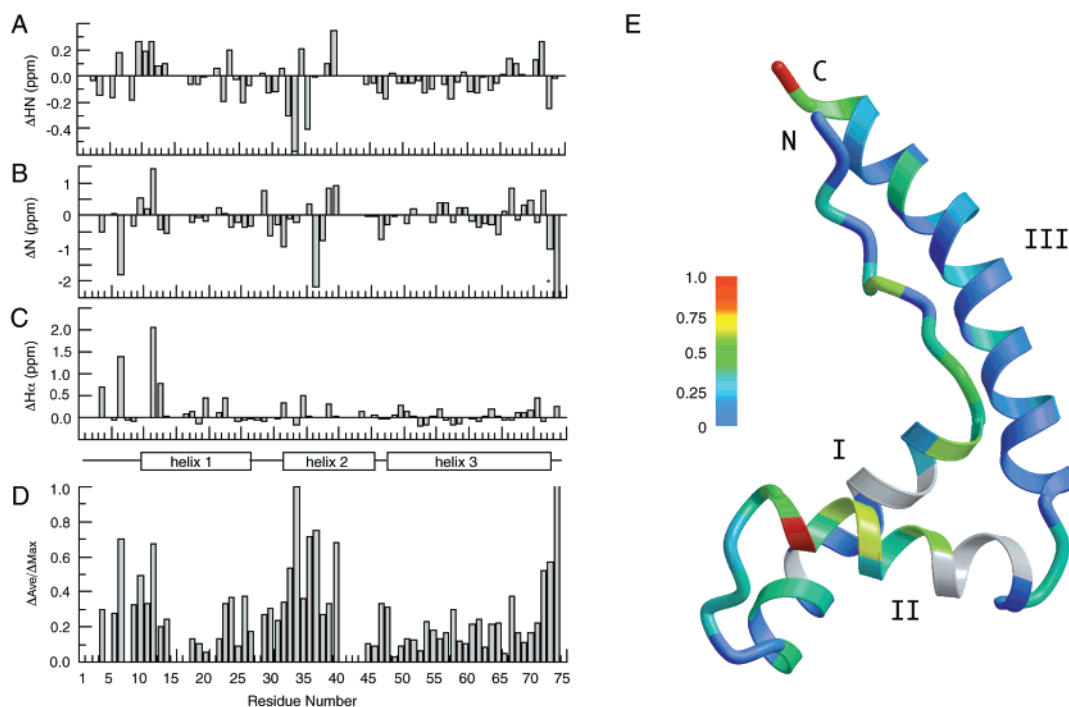 A
ΔHN (ppm)
0.2
0.0
-0.2
-0.4
B
ΔN (ppm)
1
0
-1
-2
*
C
ΔHα (ppm)
2.0
1.5
1.0
0.5
0.0
helix 1
helix 2
helix 3
D
ΔAve/ΔMax
1.0
0.8
0.6
0.4
0.2
0.0
1 5 10 15 20 25 30 35 40 45 50 55 60 65 70 75
Residue Number
E
C
N
III
1.0
0.75
0.5
0.25
0
I
II